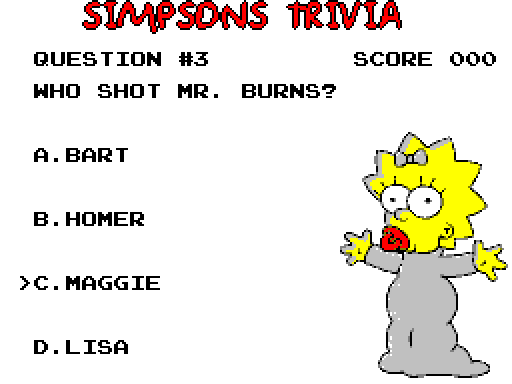 SIMPSONS TRIVIA
QUESTION #3 SCORE 000
WHO SHOT MR. BURNS?
A.BART
B.HOMER
>C.MAGGIE
D.LISA